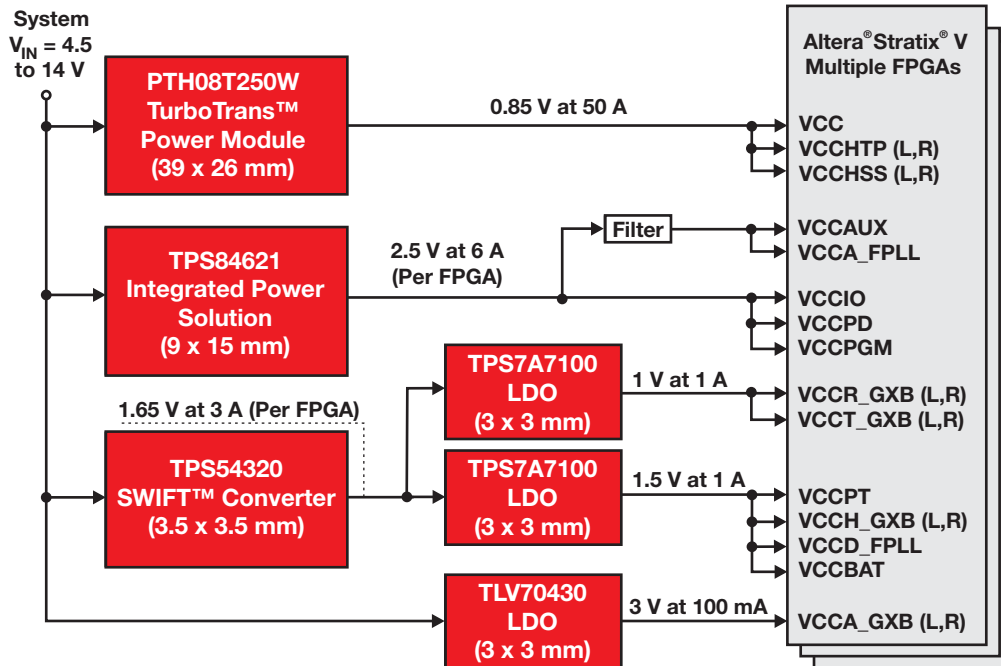 System
VIN = 4.5
to 14 V
PTH08T250W
TurboTrans™
Power Module
(39 x 26 mm)
0.85 V at 50 A
Altera®Stratix® V
Multiple FPGAs
VCC
VCCHTP (L,R)
VCCHSS (L,R)
TPS84621
Integrated Power
Solution
(9 x 15 mm)
2.5 V at 6 A
(Per FPGA)
Filter
VCCAUX
VCCA_FPLL
VCCIO
VCCPD
VCCPGM
1.65 V at 3 A (Per FPGA)
TPS54320
SWIFT™ Converter
(3.5 x 3.5 mm)
TPS7A7100
LDO
(3 x 3 mm)
1 V at 1 A
VCCR_GXB (L,R)
VCCT_GXB (L,R)
TPS7A7100
LDO
(3 x 3 mm)
1.5 V at 1 A
VCCPT
VCCH_GXB (L,R)
VCCD_FPLL
VCCBAT
TLV70430
LDO
(3 x 3 mm)
3 V at 100 mA
VCCA_GXB (L,R)